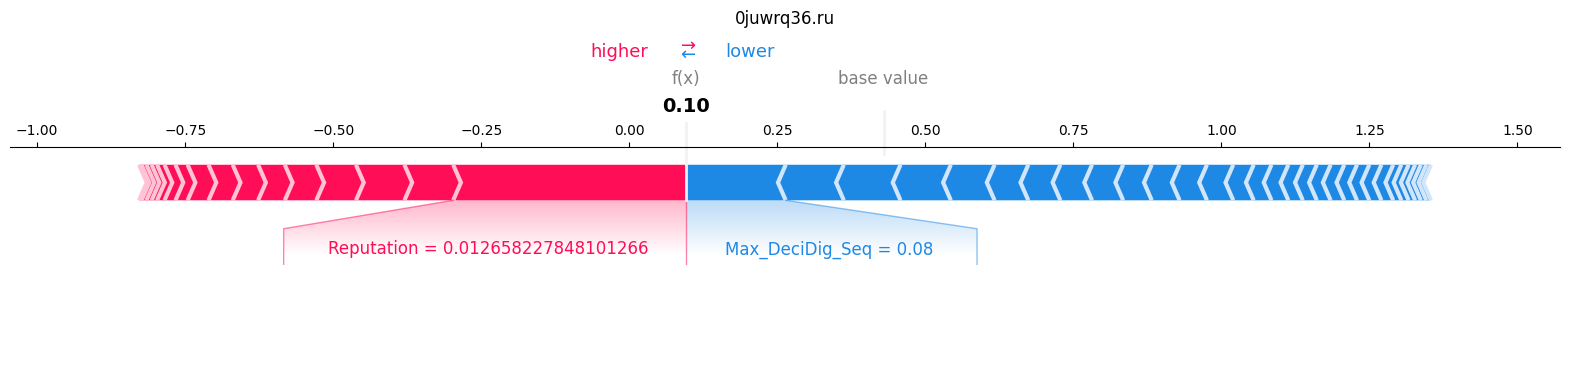 0juwrq36.ru
higher ⇄ lower
f(x) base value
0.10
−1.00 −0.75 −0.50 −0.25 0.00 0.25 0.50 0.75 1.00 1.25 1.50
Reputation = 0.012658227848101266 Max_DeciDig_Seq = 0.08